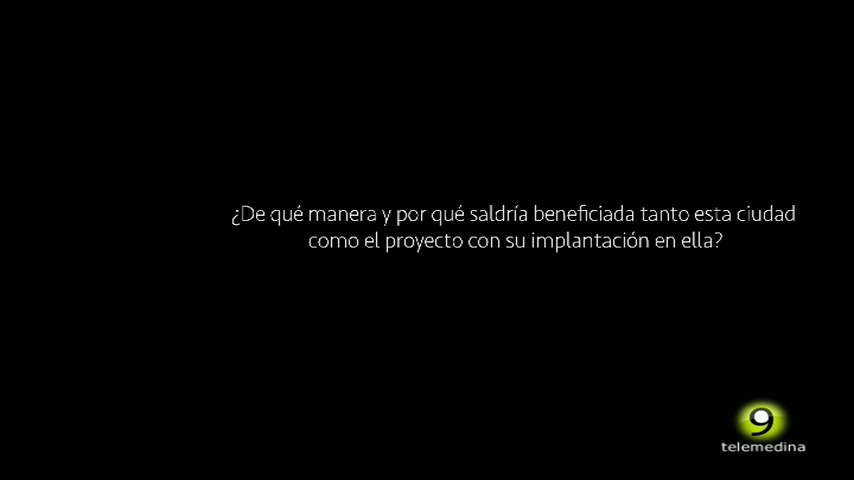 ¿De qué manera y por qué saldría beneficiada tanto esta ciudad
como el proyecto con su implantación en ella?
9
telemedina